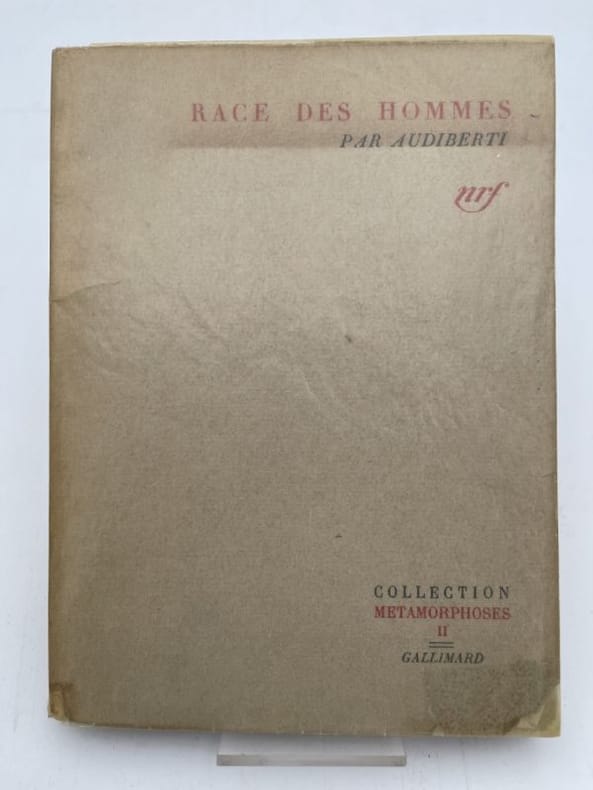 RACE DES HOMMES
PAR AUDIBERTI
nrf
COLLECTION
METAMORPHOSES
II
GALLIMARD